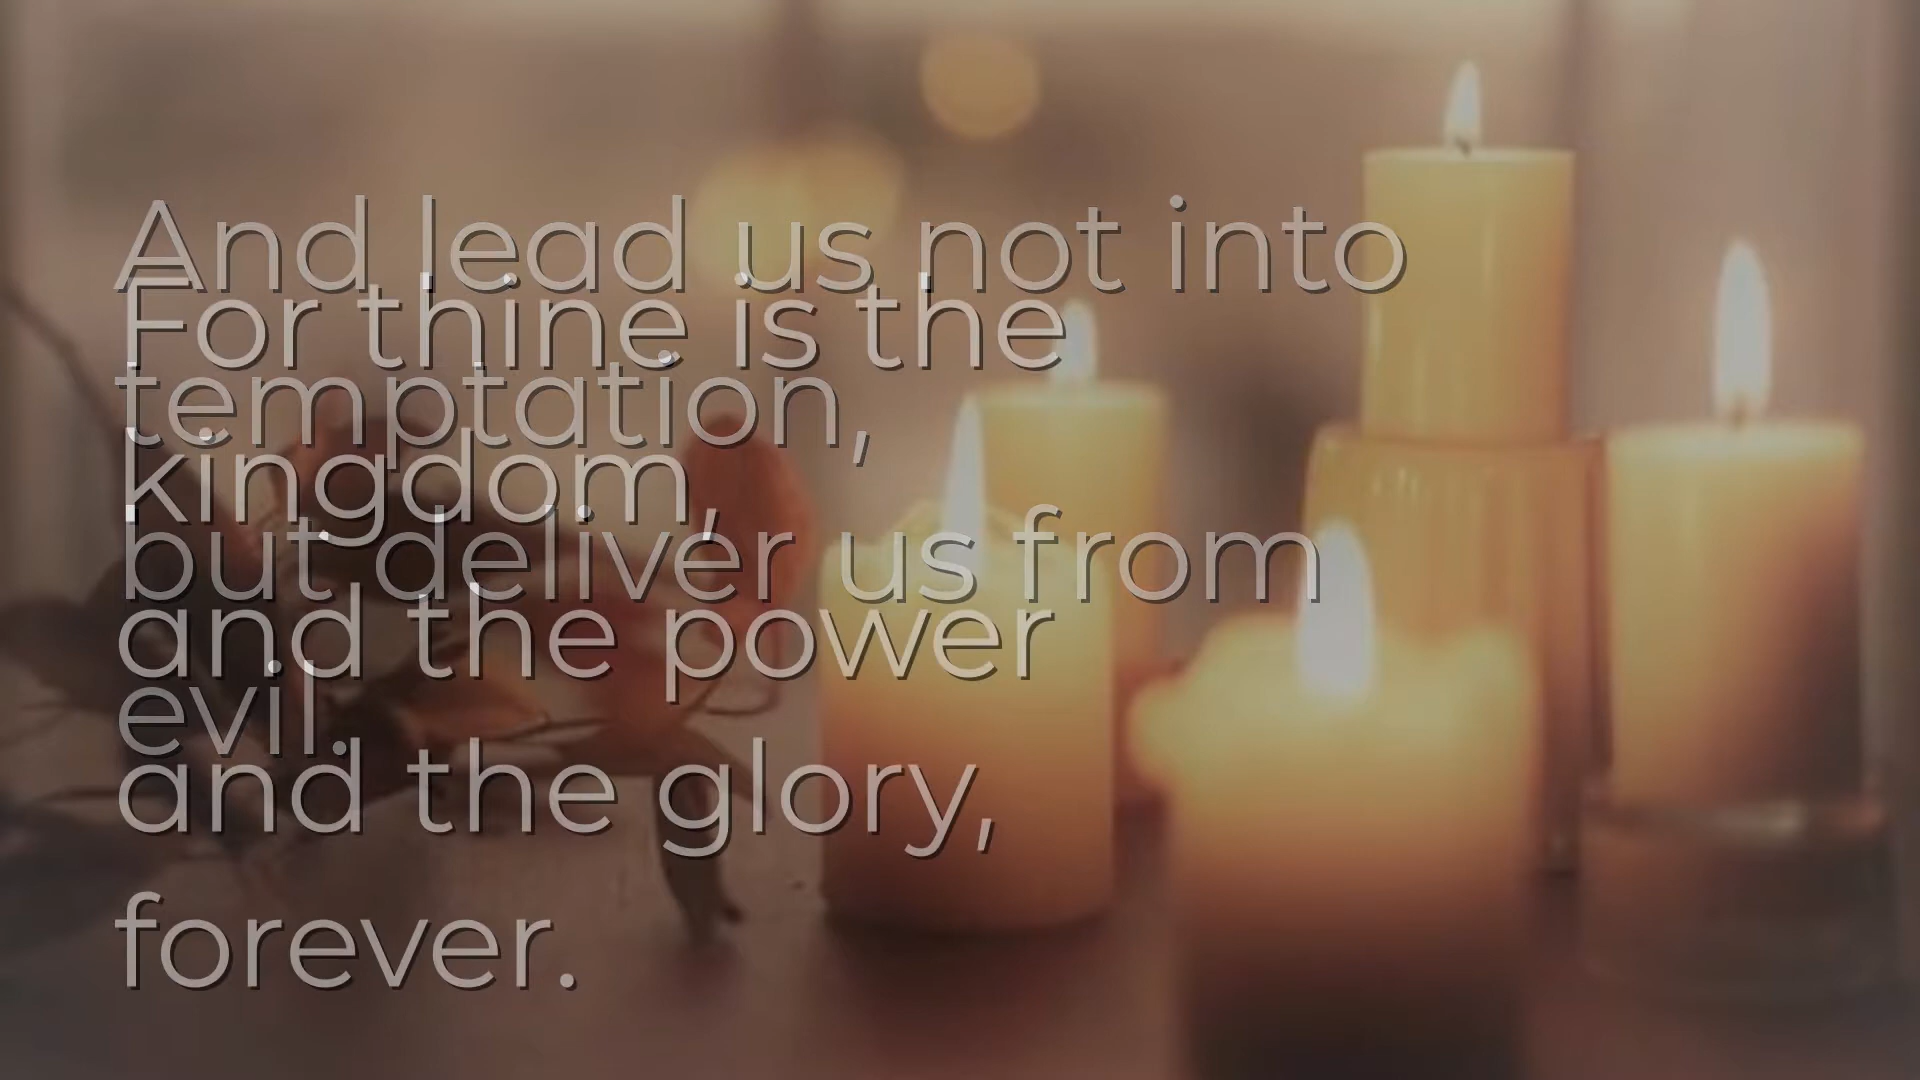 And lead us not into
temptation,
but deliver us from
evil.
For thine is the
kingdom,
and the power
and the glory,
forever.